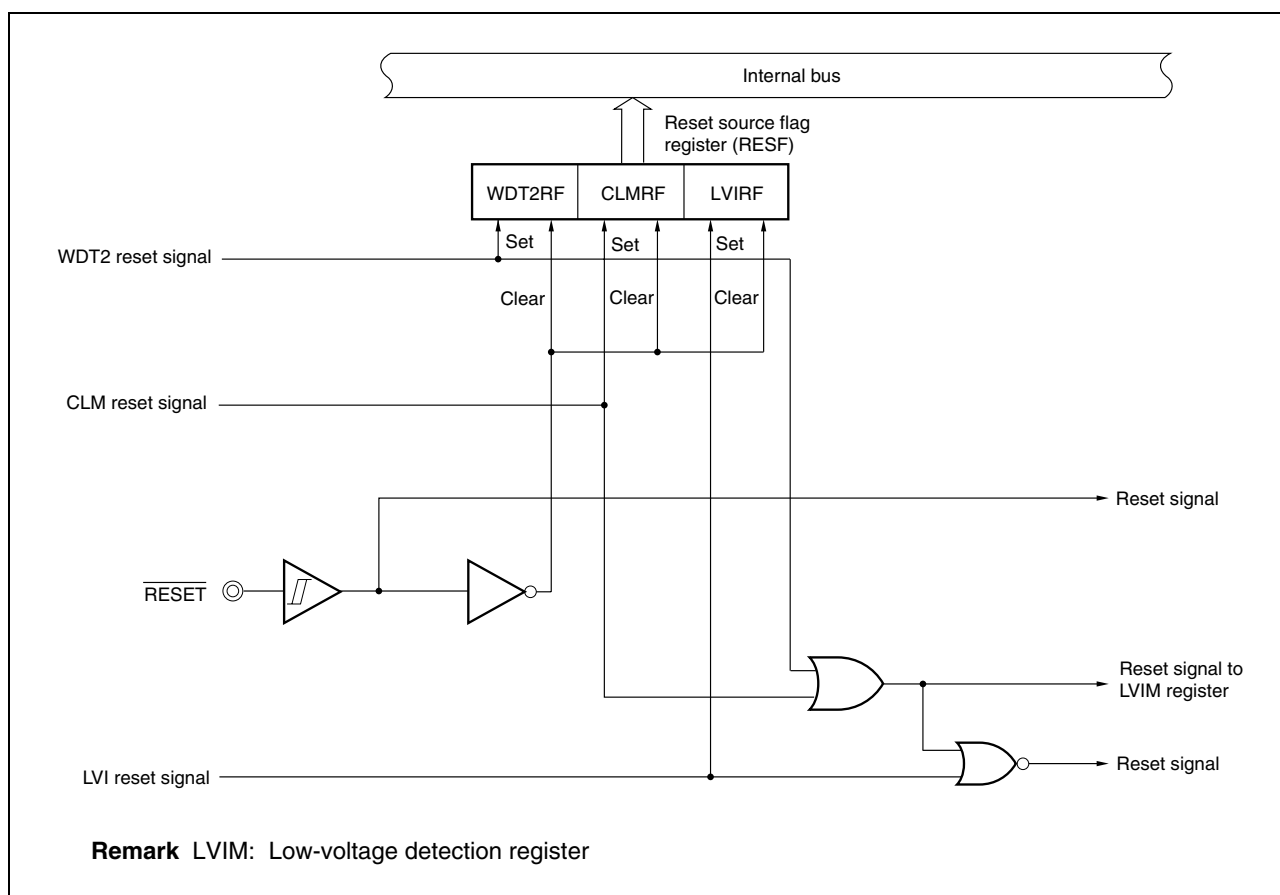 Internal bus
Reset source flag
register (RESF)
WDT2RF CLMRF LVIRF
Set Set Set
WDT2 reset signal
Clear Clear Clear
CLM reset signal
Reset signal
RESET
Reset signal to
LVIM register
LVI reset signal
Reset signal
Remark LVIM: Low-voltage detection register